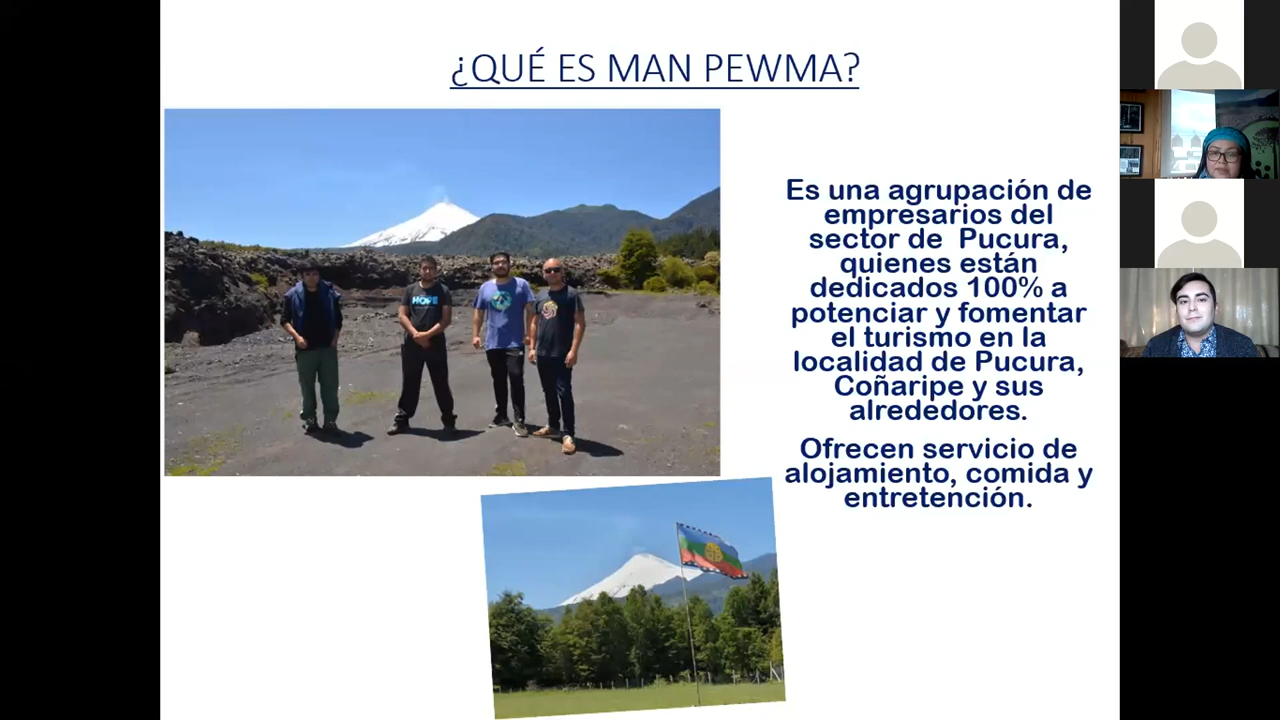 ¿QUÉ ES MAN PEWMA?
Es una agrupación de
empresarios del
sector de Pucura,
quienes están
dedicados 100% a
potenciar y fomentar
el turismo en la
localidad de Pucura,
Coñaripe y sus
alrededores.
Ofrecen servicio de
alojamiento, comida y
entretención.
HOPE